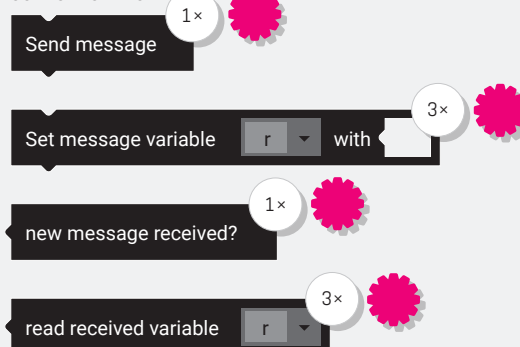 1×
Send message
3×
Set message variable r with
1×
new message received?
3×
read received variable r